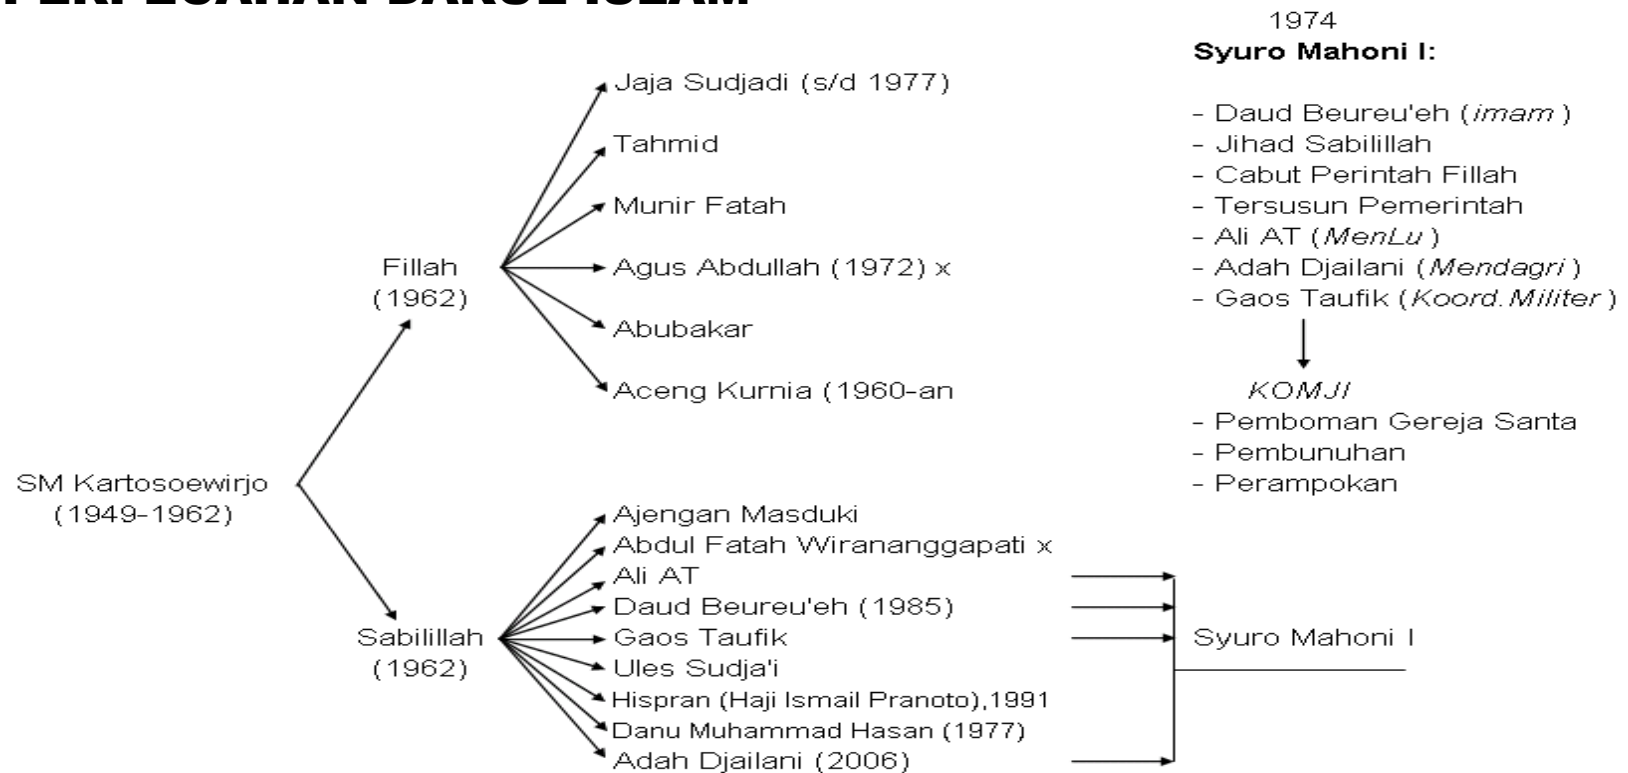 PERPECAHAN DARUL ISLAM
SM Kartosoewirjo
(1949-1962)
Fillah
(1962)
Jaja Sudjadi (s/d 1977)
Tahmid
Munir Fatah
Agus Abdullah (1972) x
Abubakar
Aceng Kurnia (1960-an
Sabilillah
(1962)
Ajengan Masduki
Abdul Fatah Wirananggapati x
Ali AT
Daud Beureu'eh (1985)
Gaos Taufik
Ules Sudja'i
Hispran (Haji Ismail Pranoto),1991
Danu Muhammad Hasan (1977)
Adah Djailani (2006)
Syuro Mahoni I
1974
Syuro Mahoni I:
- Daud Beureu'eh (imam )
- Jihad Sabilillah
- Cabut Perintah Fillah
- Tersusun Pemerintah
- Ali AT (MenLu )
- Adah Djailani (Mendagri )
- Gaos Taufik (Koord.Militer )
KOMJI
- Pemboman Gereja Santa
- Pembunuhan
- Perampokan